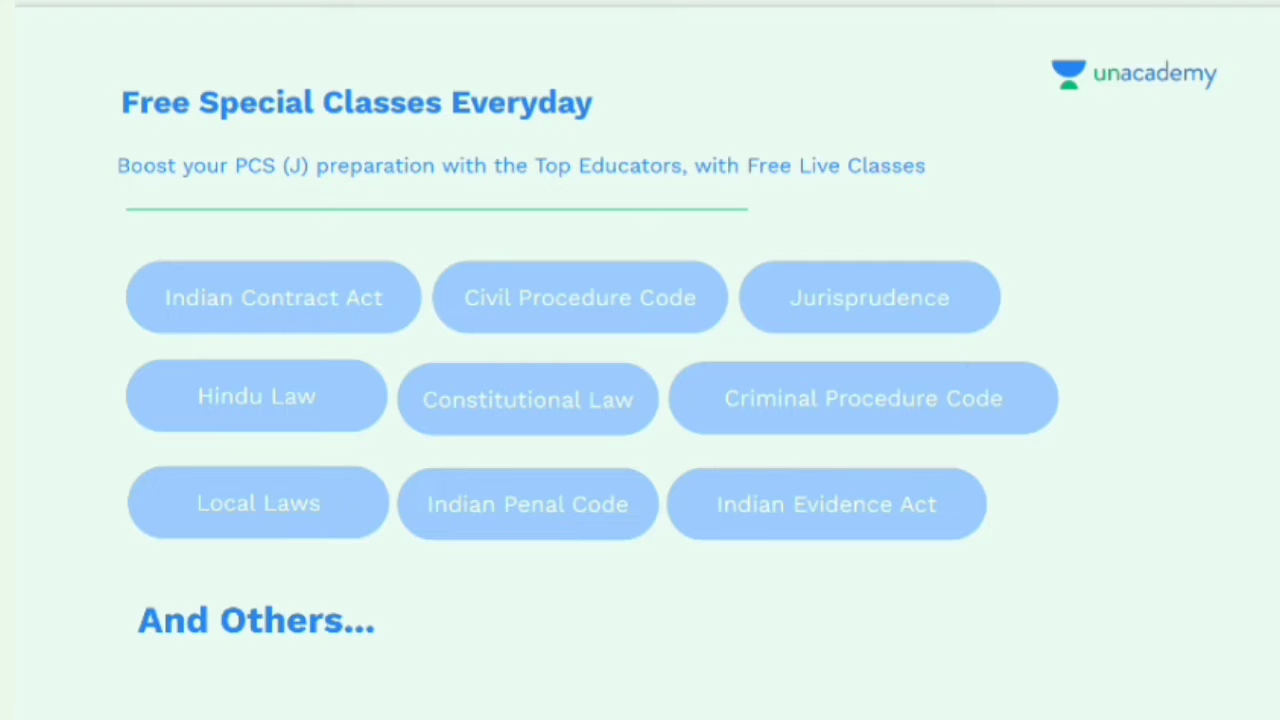 unacademy
Free Special Classes Everyday
Boost your PCS (J) preparation with the Top Educators, with Free Live Classes
Indian Contract Act
Civil Procedure Code
Jurisprudence
Hindu Law
Constitutional Law
Criminal Procedure Code
Local Laws
Indian Penal Code
Indian Evidence Act
And Others...